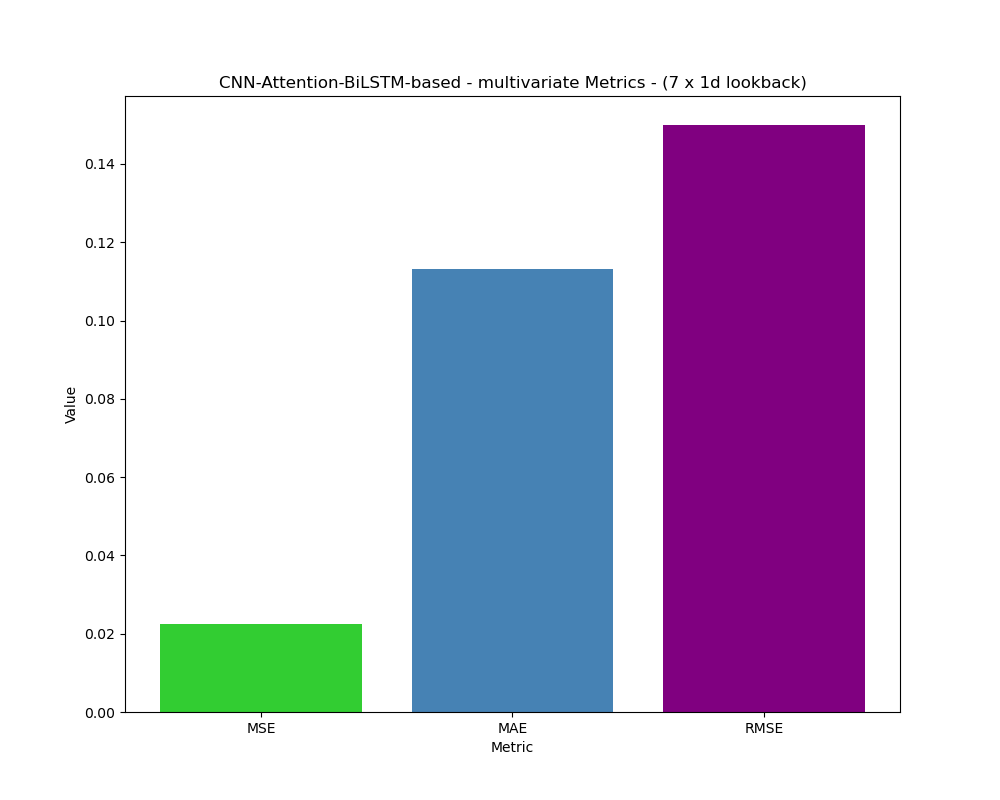 CNN-Attention-BiLSTM-based - multivariate Metrics - (7 x 1d lookback)
0.14
0.12
0.10
0.08
0.06
0.04
0.02
0.00
Value
MSE MAE RMSE
Metric